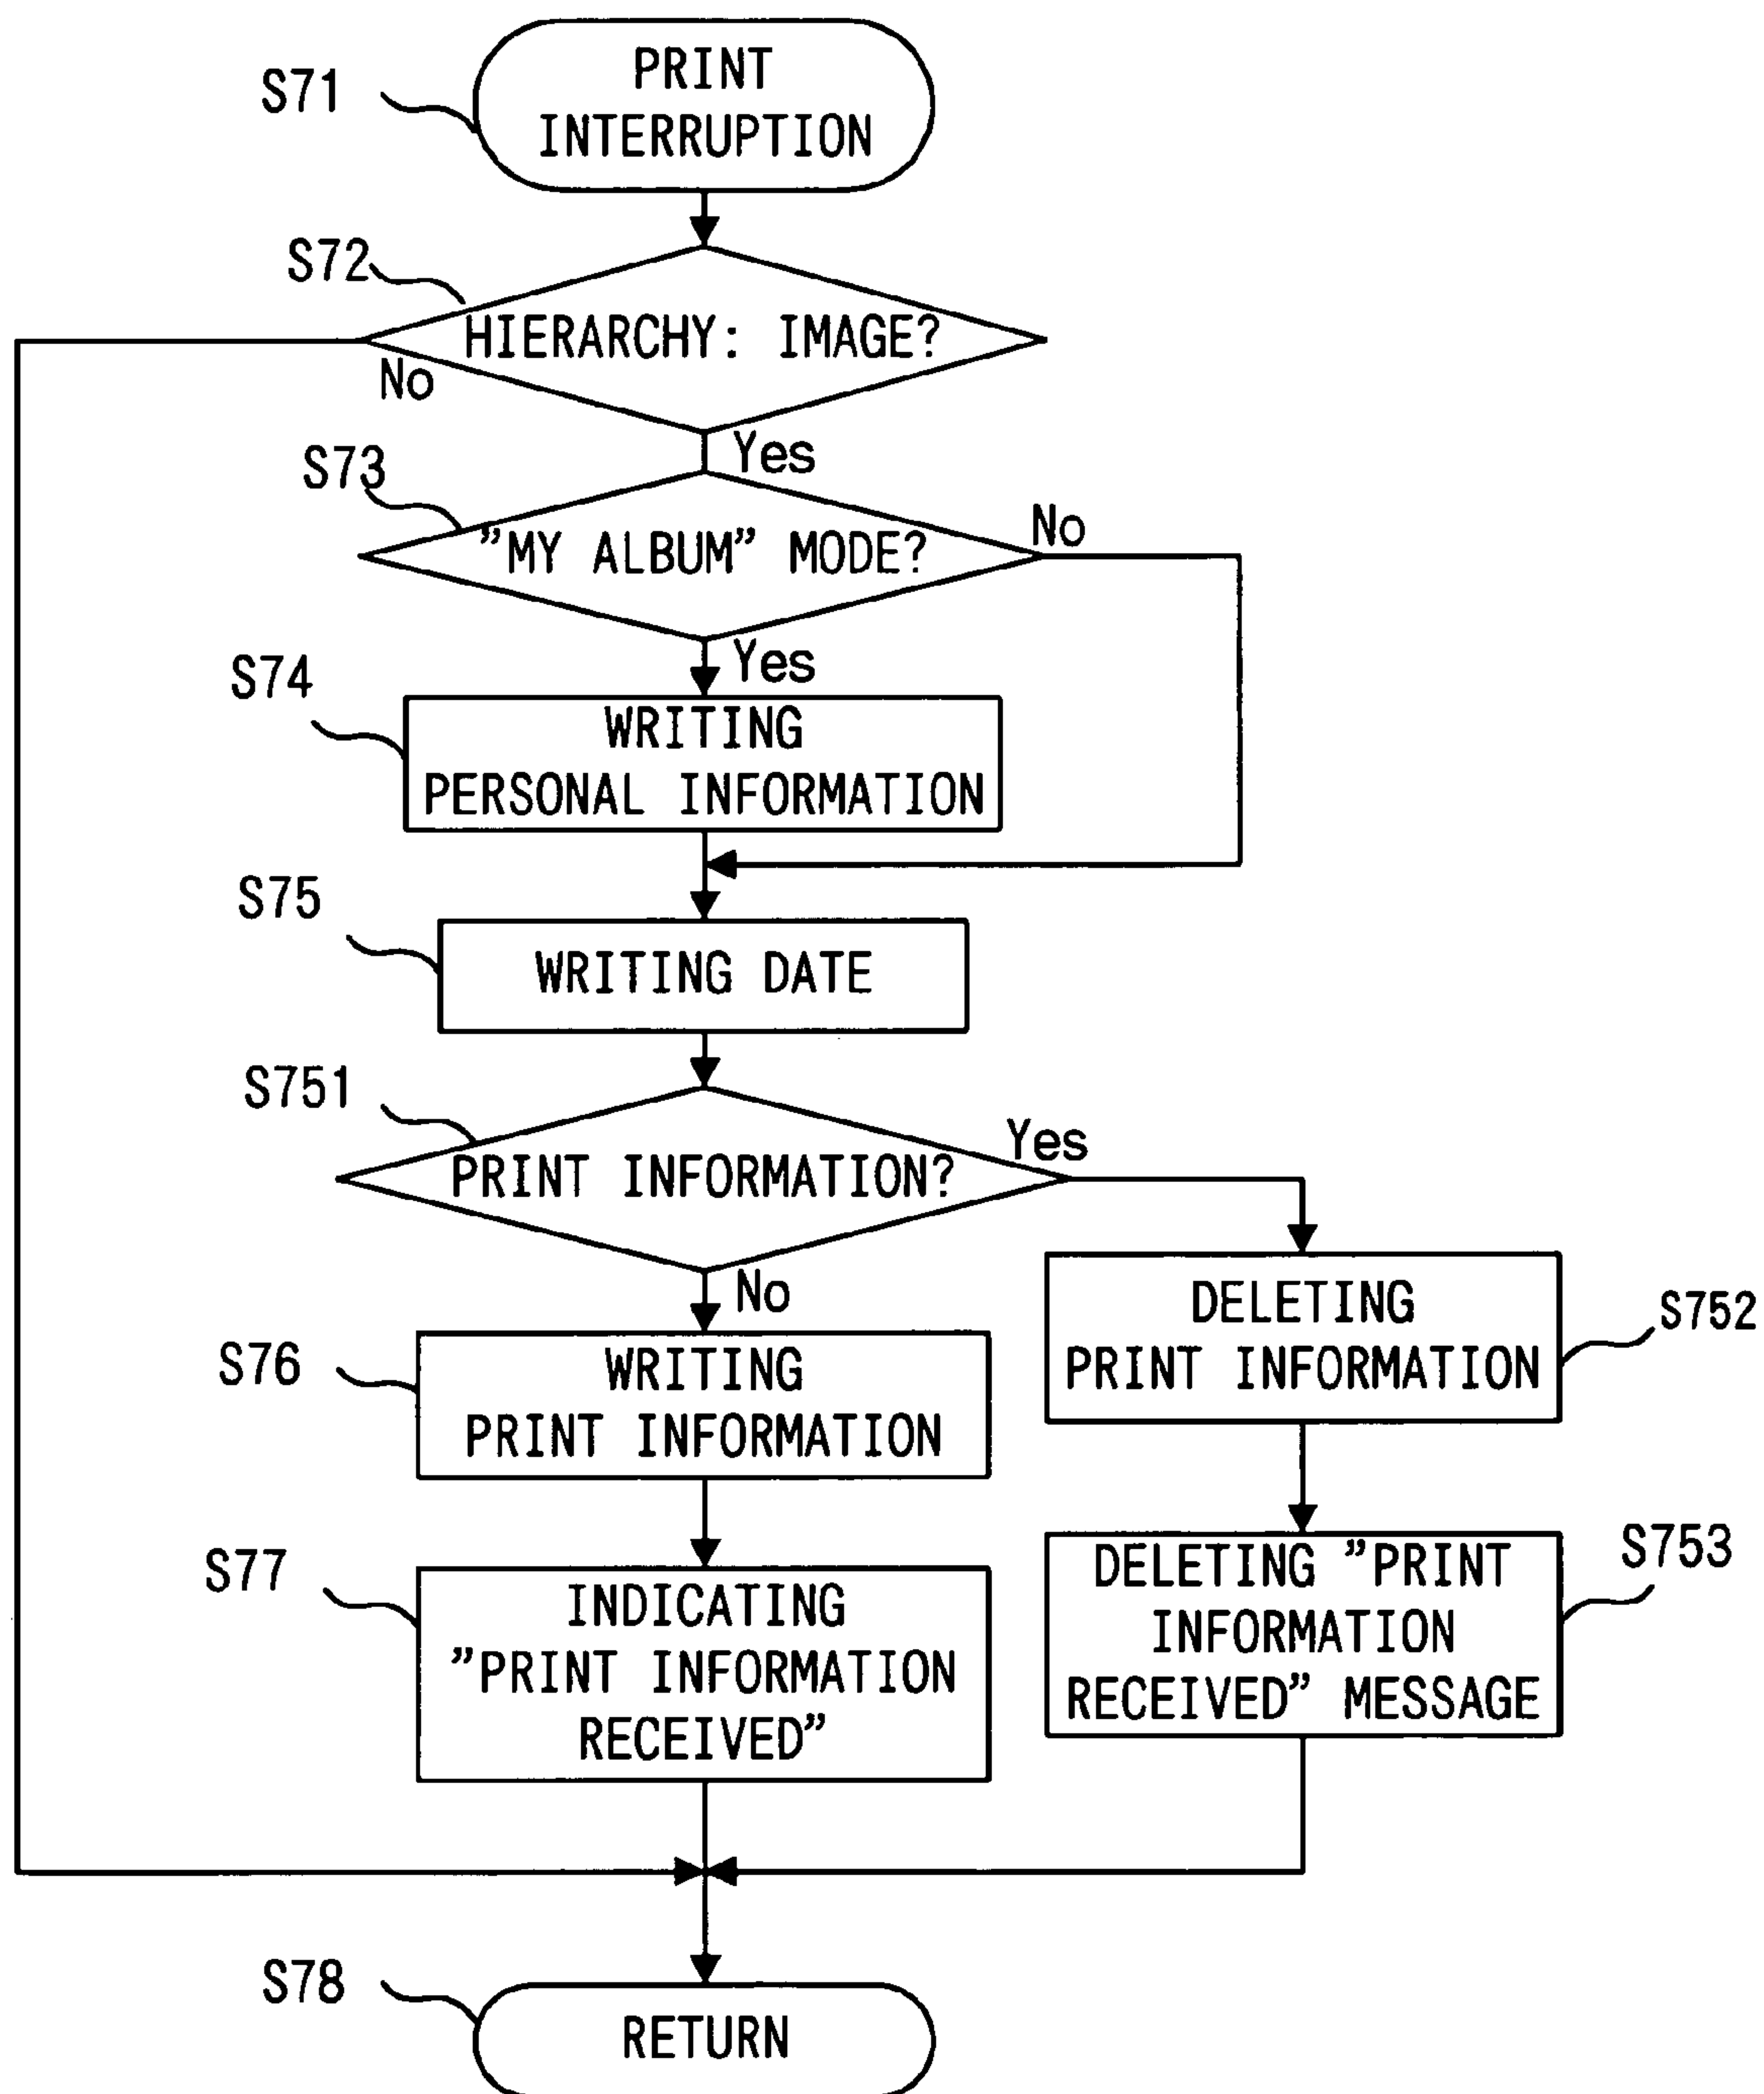 S71
PRINT
INTERRUPTION
S72
HIERARCHY: IMAGE?
No
Yes
S73
”MY ALBUM” MODE?
No
Yes
S74
WRITING
PERSONAL INFORMATION
S75
WRITING DATE
S751
PRINT INFORMATION?
Yes
No
S76
WRITING
PRINT INFORMATION
DELETING
PRINT INFORMATION
S752
S77
INDICATING
”PRINT INFORMATION
RECEIVED”
DELETING ”PRINT
INFORMATION
RECEIVED” MESSAGE
S753
S78
RETURN